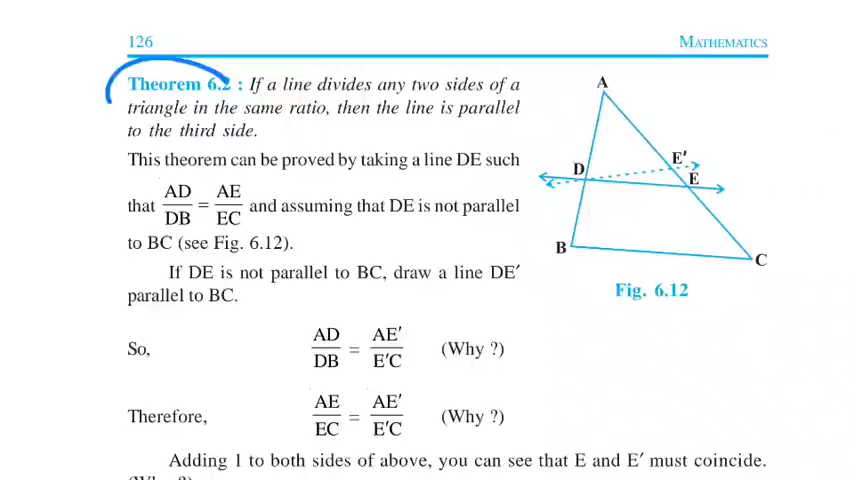 126
MATHEMATICS
Theorem 6.2 : If a line divides any two sides of a
triangle in the same ratio, then the line is parallel
to the third side.
This theorem can be proved by taking a line DE such
that AD/DB = AE/EC and assuming that DE is not parallel
to BC (see Fig. 6.12).
If DE is not parallel to BC, draw a line DE′
parallel to BC.
So, AD/DB = AE′/E′C (Why ?)
Therefore, AE/EC = AE′/E′C (Why ?)
Adding 1 to both sides of above, you can see that E and E′ must coincide.
(Why ?)
A
E′
D
E
B
C
Fig. 6.12